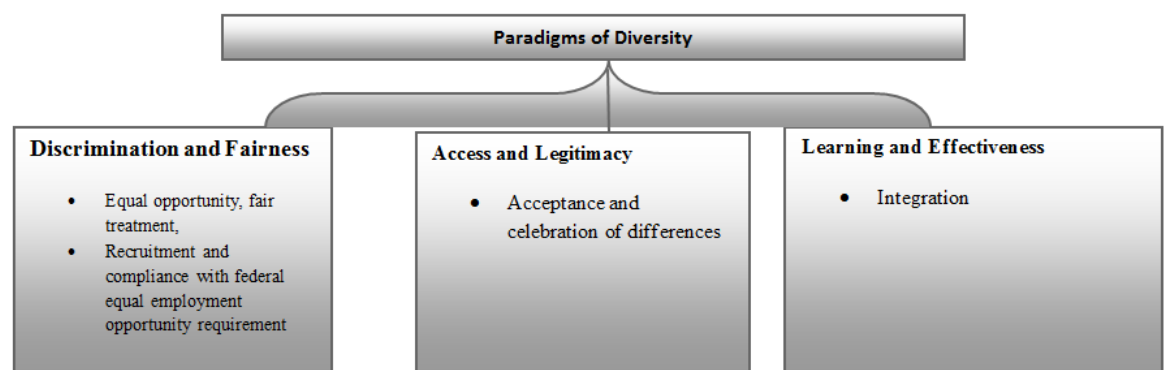 Paradigms of Diversity
Discrimination and Fairness
• Equal opportunity, fair
treatment,
• Recruitment and
compliance with federal
equal employment
opportunity requirement
Access and Legitimacy
• Acceptance and
celebration of differences
Learning and Effectiveness
• Integration